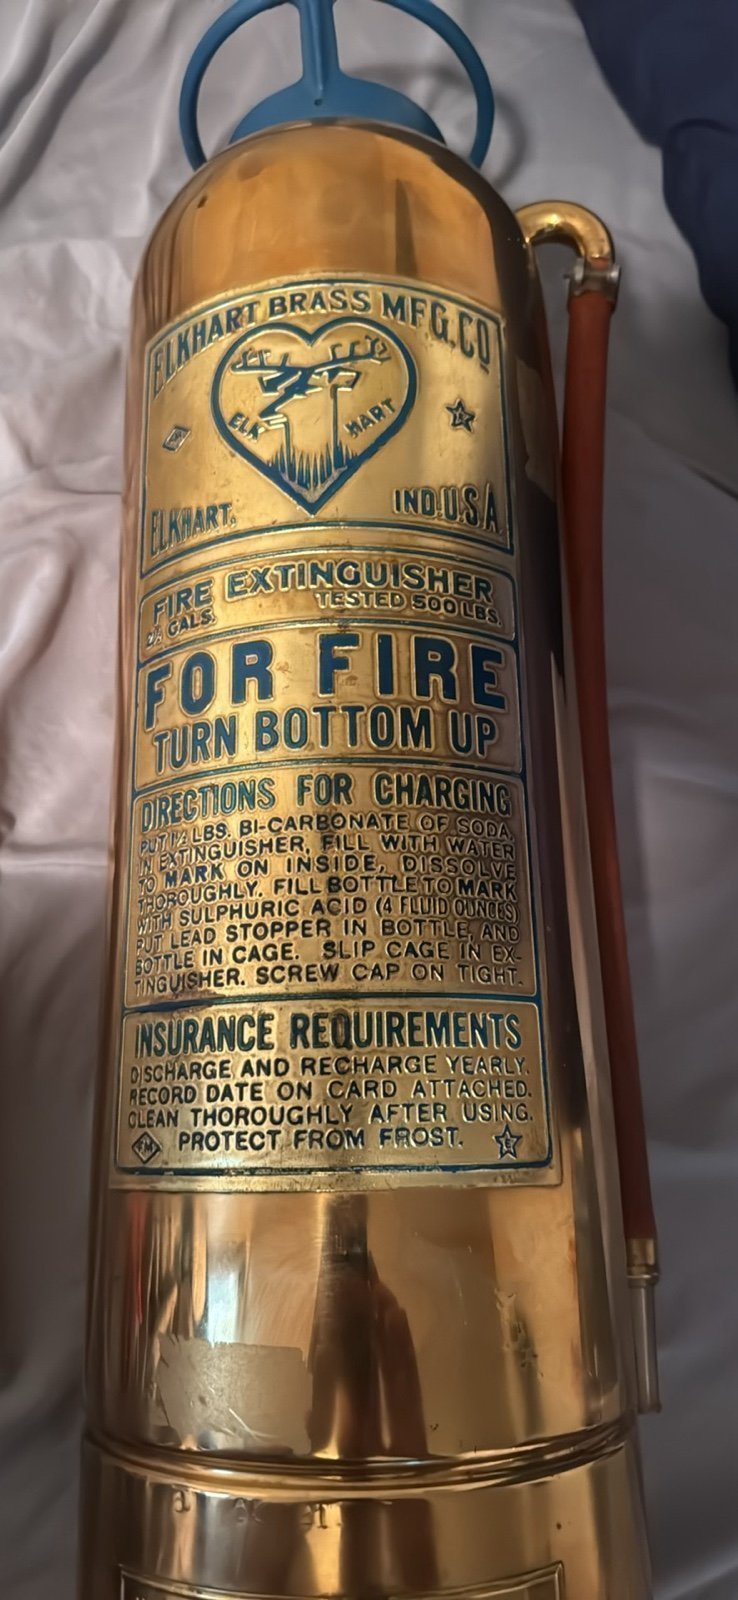 ELKHART BRASS MFG.CO
ELK HART
ELKHART. IND.U.S.A.
FIRE EXTINGUISHER
2½ GALS. TESTED 500 LBS.
FOR FIRE
TURN BOTTOM UP
DIRECTIONS FOR CHARGING
PUT 1½ LBS. BI-CARBONATE OF SODA,
IN EXTINGUISHER, FILL WITH WATER
TO MARK ON INSIDE, DISSOLVE
THOROUGHLY. FILL BOTTLE TO MARK
WITH SULPHURIC ACID (4 FLUID OUNCES)
PUT LEAD STOPPER IN BOTTLE, AND
BOTTLE IN CAGE. SLIP CAGE IN EX-
TINGUISHER. SCREW CAP ON TIGHT.
INSURANCE REQUIREMENTS
DISCHARGE AND RECHARGE YEARLY.
RECORD DATE ON CARD ATTACHED.
CLEAN THOROUGHLY AFTER USING.
PROTECT FROM FROST.
FM E